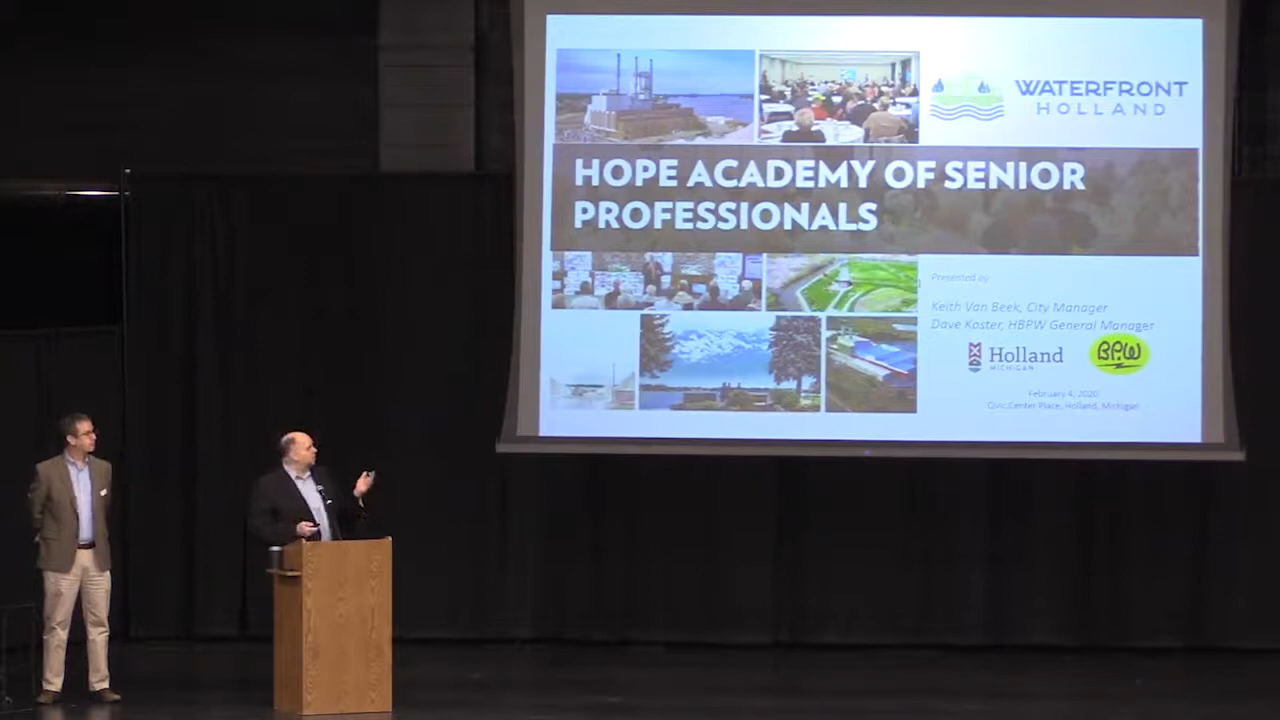 WATERFRONT
HOLLAND
HOPE ACADEMY OF SENIOR
PROFESSIONALS
Presented by
Keith Van Beek, City Manager
Dave Koster, HBPW General Manager
Holland
MICHIGAN
BPW
February 4, 2020
Civic Center Place, Holland, Michigan